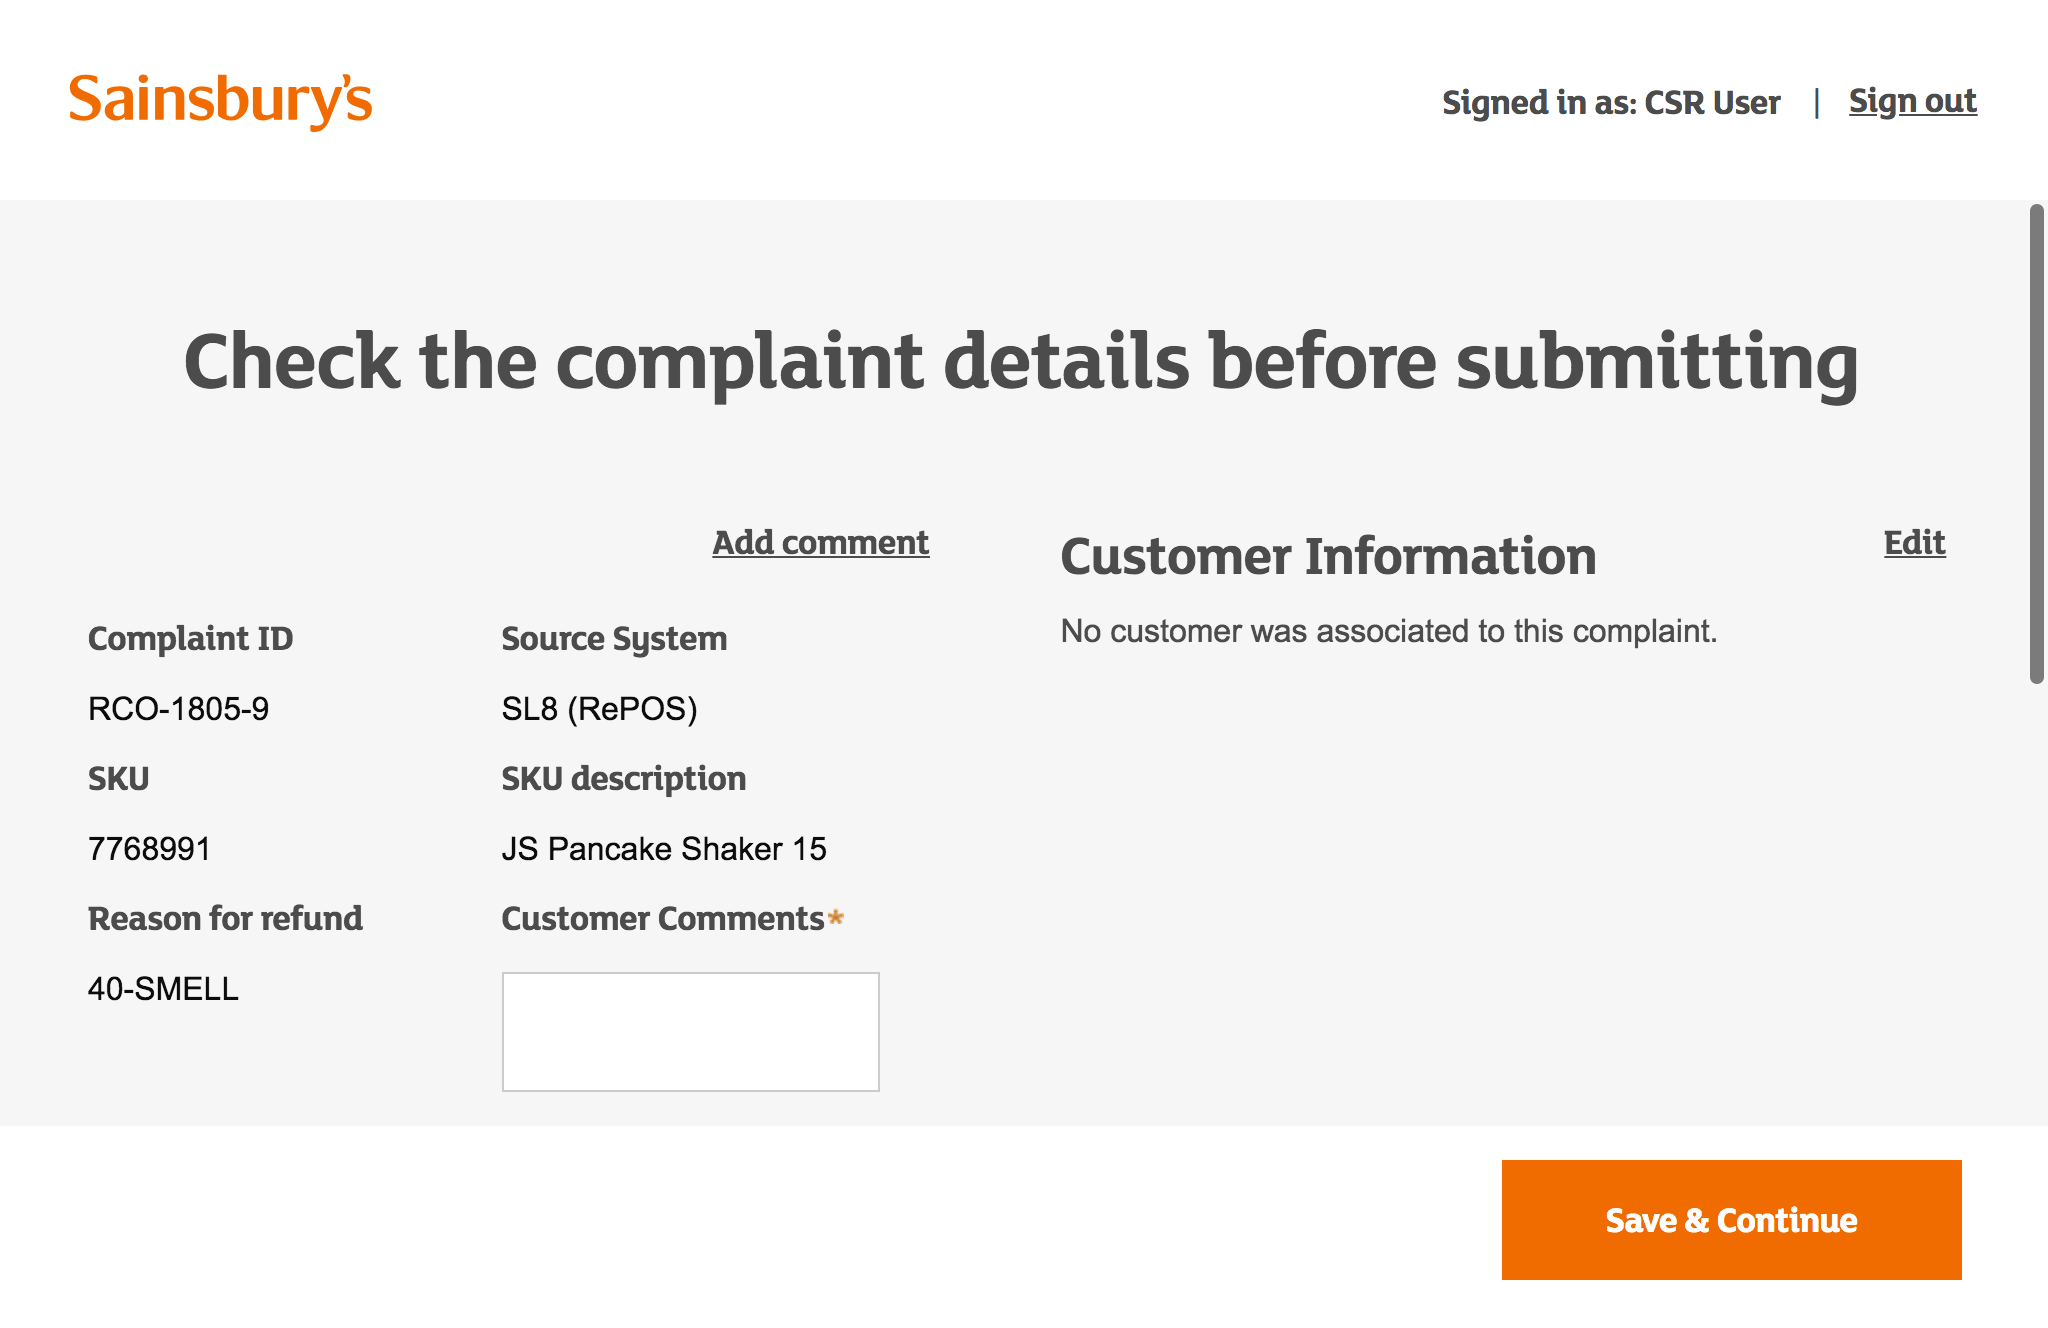 Sainsbury's
Signed in as: CSR User | Sign out
Check the complaint details before submitting
Add comment
Complaint ID Source System
RCO-1805-9 SL8 (RePOS)
SKU SKU description
7768991 JS Pancake Shaker 15
Reason for refund Customer Comments*
40-SMELL
Customer Information Edit
No customer was associated to this complaint.
Save & Continue